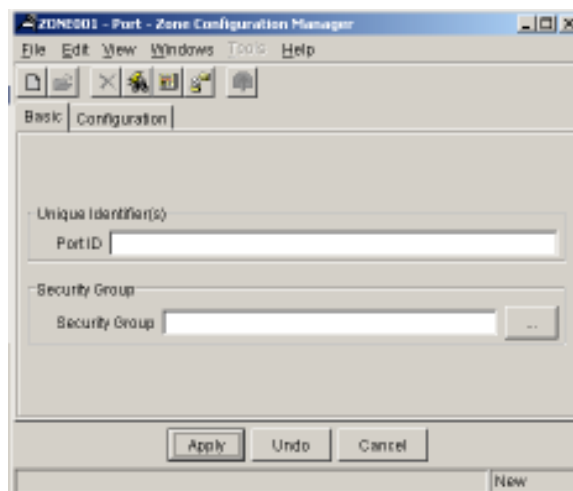 ZONE001 - Port - Zone Configuration Manager
File Edit View Windows Tools Help
Basic Configuration
Unique Identifier(s)
Port ID
Security Group
Security Group ...
Apply Undo Cancel
New